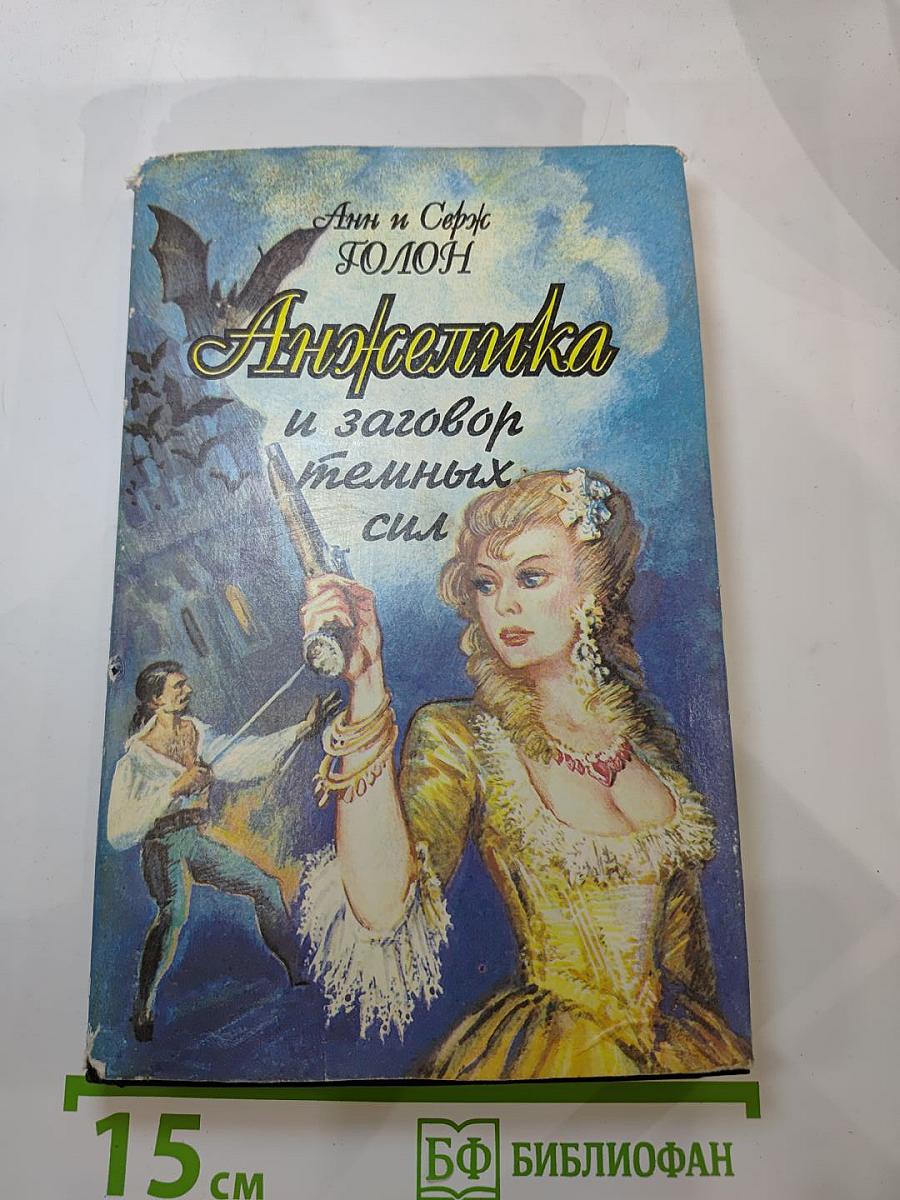 Анн и Серж
ГОЛОН
Анжелика
и заговор
темных
сил
15 см
БФ БИБЛИОФАН